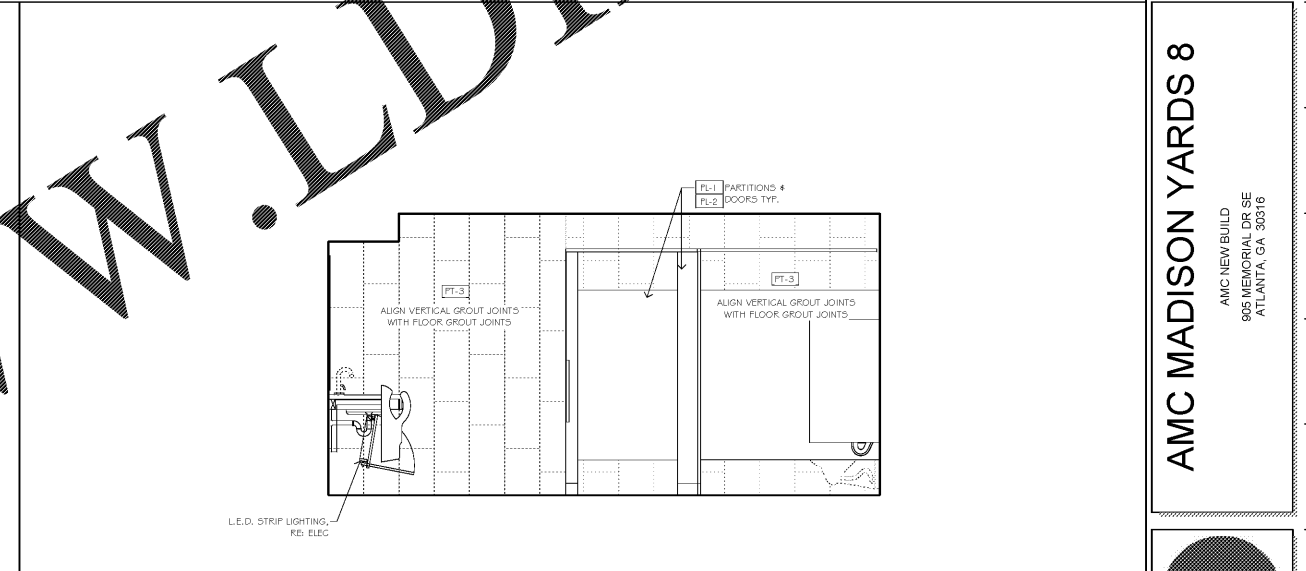 W.LD
PL-1 PARTITIONS &
PL-2 DOORS TYP.
PT-3
ALIGN VERTICAL GROUT JOINTS
WITH FLOOR GROUT JOINTS
PT-3
ALIGN VERTICAL GROUT JOINTS
WITH FLOOR GROUT JOINTS
L.E.D. STRIP LIGHTING,
RE: ELEC
AMC MADISON YARDS 8
AMC NEW BUILD
905 MEMORIAL DR SE
ATLANTA, GA 30316